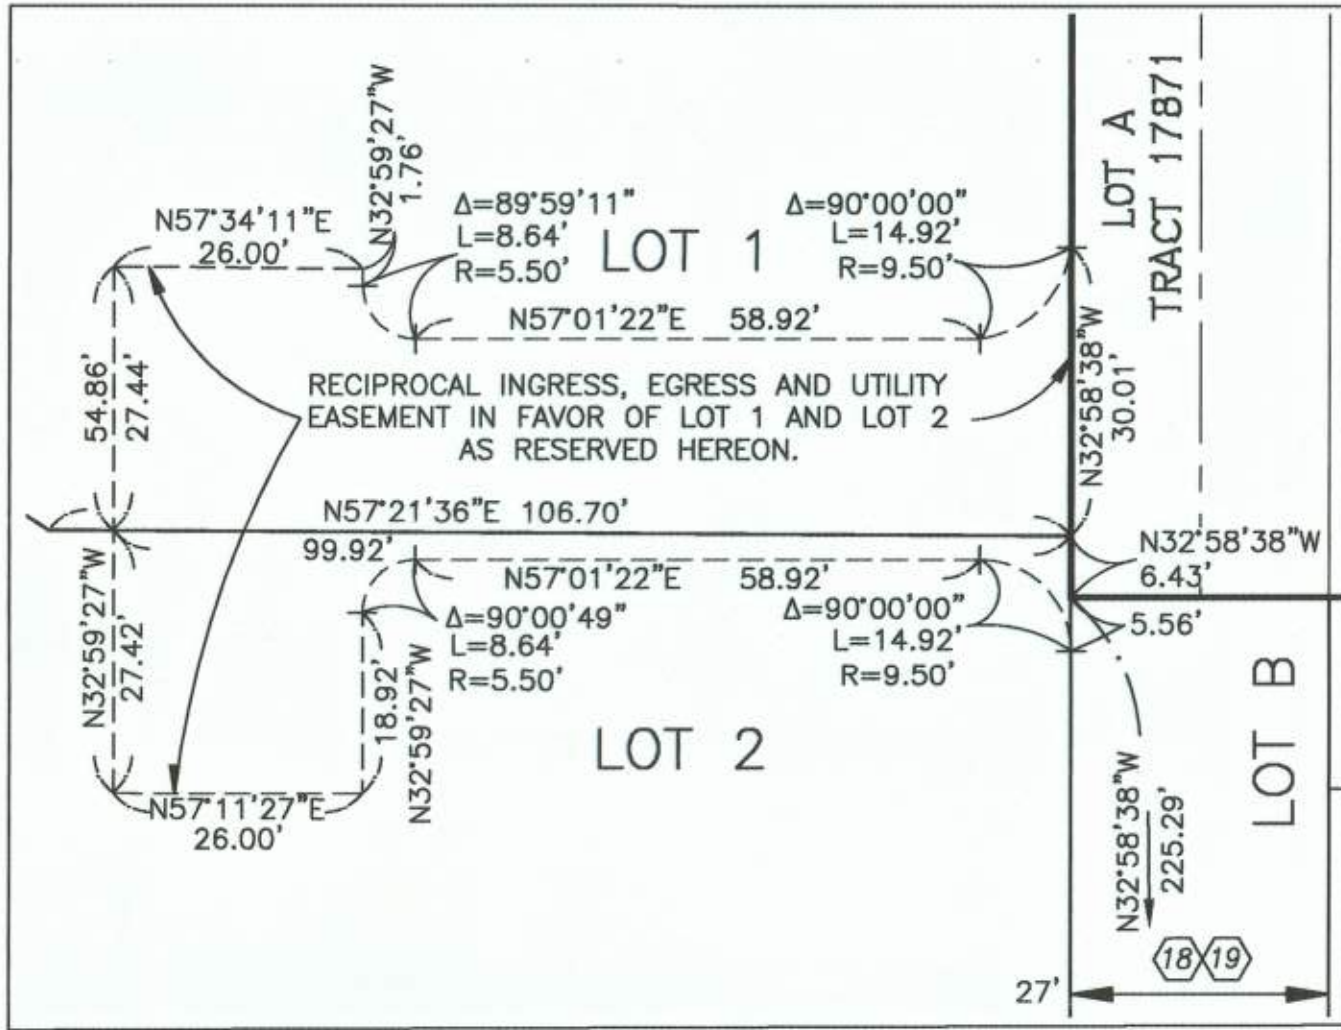 N32°59'27"W
1.76'
LOT A
TRACT 17871
N57°34'11"E
26.00'
Δ=89°59'11"
L=8.64'
R=5.50'
LOT 1
Δ=90°00'00"
L=14.92'
R=9.50'
N57°01'22"E 58.92'
54.86'
27.44'
RECIPROCAL INGRESS, EGRESS AND UTILITY
EASEMENT IN FAVOR OF LOT 1 AND LOT 2
AS RESERVED HEREON.
N32°58'38"W
30.01'
N57°21'36"E 106.70'
99.92'
N32°58'38"W
6.43'
N57°01'22"E 58.92'
N32°59'27"W
27.42'
Δ=90°00'49"
L=8.64'
R=5.50'
18.92'
N32°59'27"W
Δ=90°00'00"
L=14.92'
R=9.50'
5.56'
LOT 2
LOT B
N57°11'27"E
26.00'
N32°58'38"W
225.29'
18 19
27'